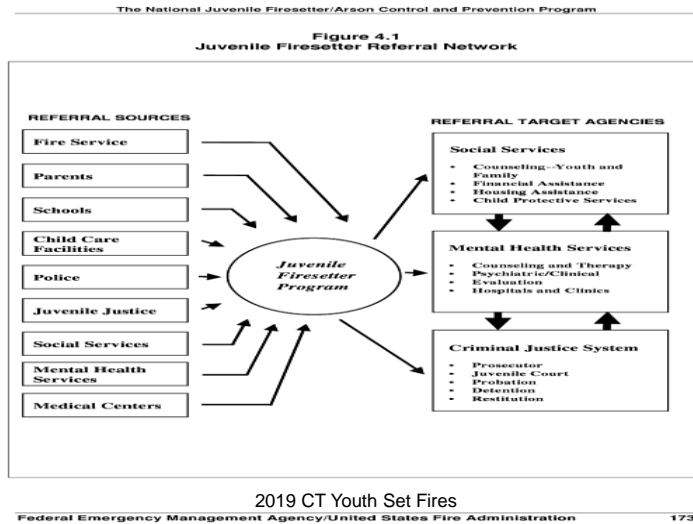 The National Juvenile Firesetter/Arson Control and Prevention Program
Figure 4.1
Juvenile Firesetter Referral Network
REFERRAL SOURCES
Fire Service
Parents
Schools
Child Care
Facilities
Police
Juvenile Justice
Social Services
Mental Health
Services
Medical Centers
Juvenile
Firesetter
Program
REFERRAL TARGET AGENCIES
Social Services
• Counseling--Youth and
Family
• Financial Assistance
• Housing Assistance
• Child Protective Services
Mental Health Services
• Counseling and Therapy
• Psychiatric/Clinical
• Evaluation
• Hospitals and Clinics
Criminal Justice System
• Prosecutor
• Juvenile Court
• Probation
• Detention
• Restitution
2019 CT Youth Set Fires
Federal Emergency Management Agency/United States Fire Administration 173